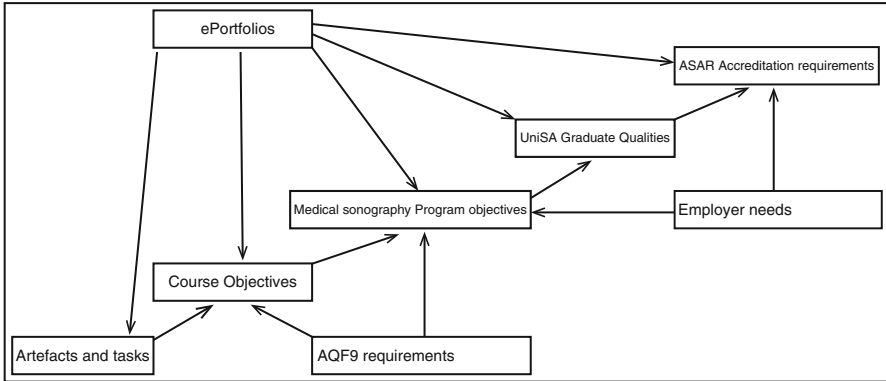 ePortfolios
ASAR Accreditation requirements
UniSA Graduate Qualities
Medical sonography Program objectives
Employer needs
Course Objectives
Artefacts and tasks
AQF9 requirements